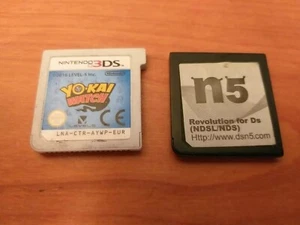 NINTENDO 3DS
YO-KAI
WATCH
LNA-CTR-AYWP-EUR
n5
Revolution for Ds
(NDSL/NDS)
Http://www.dsn5.com